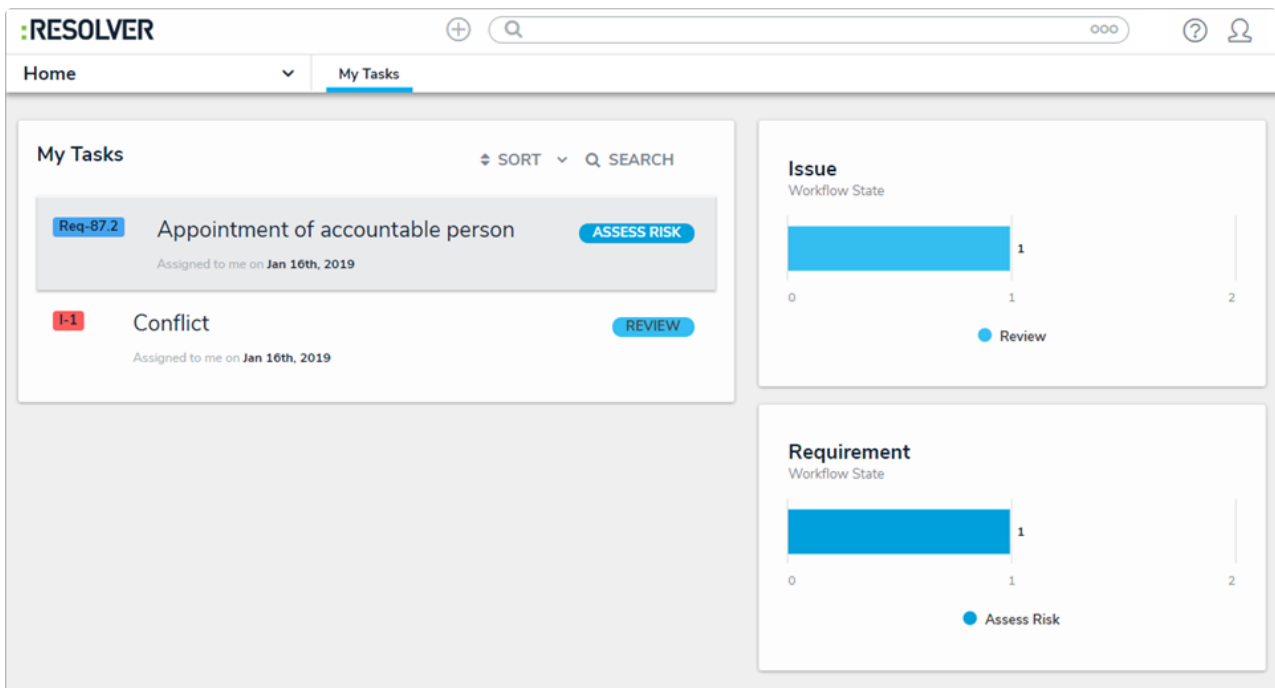 :RESOLVER
Home
My Tasks
My Tasks
SORT SEARCH
Req-87.2 Appointment of accountable person ASSESS RISK
Assigned to me on Jan 16th, 2019
I-1 Conflict REVIEW
Assigned to me on Jan 16th, 2019
Issue
Workflow State
1
0 1 2
Review
Requirement
Workflow State
1
0 1 2
Assess Risk